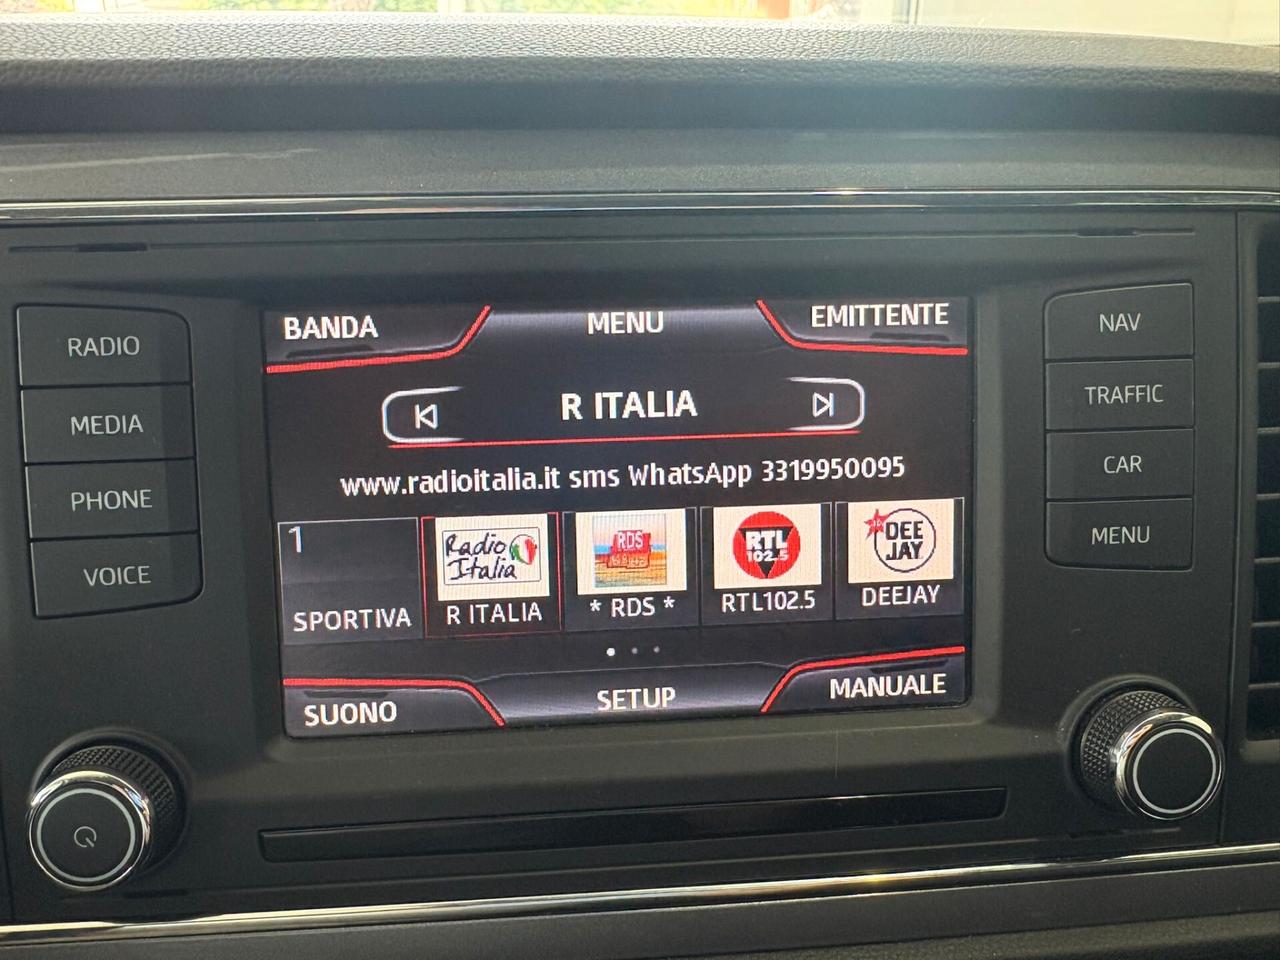 RADIO
MEDIA
PHONE
VOICE
BANDA
MENU
EMITTENTE
R ITALIA
www.radioitalia.it sms WhatsApp 3319950095
1
SPORTIVA
Radio
Italia
R ITALIA
RDS
* RDS *
RTL
102.5
RTL102.5
DEE
JAY
DEEJAY
SUONO
SETUP
MANUALE
NAV
TRAFFIC
CAR
MENU